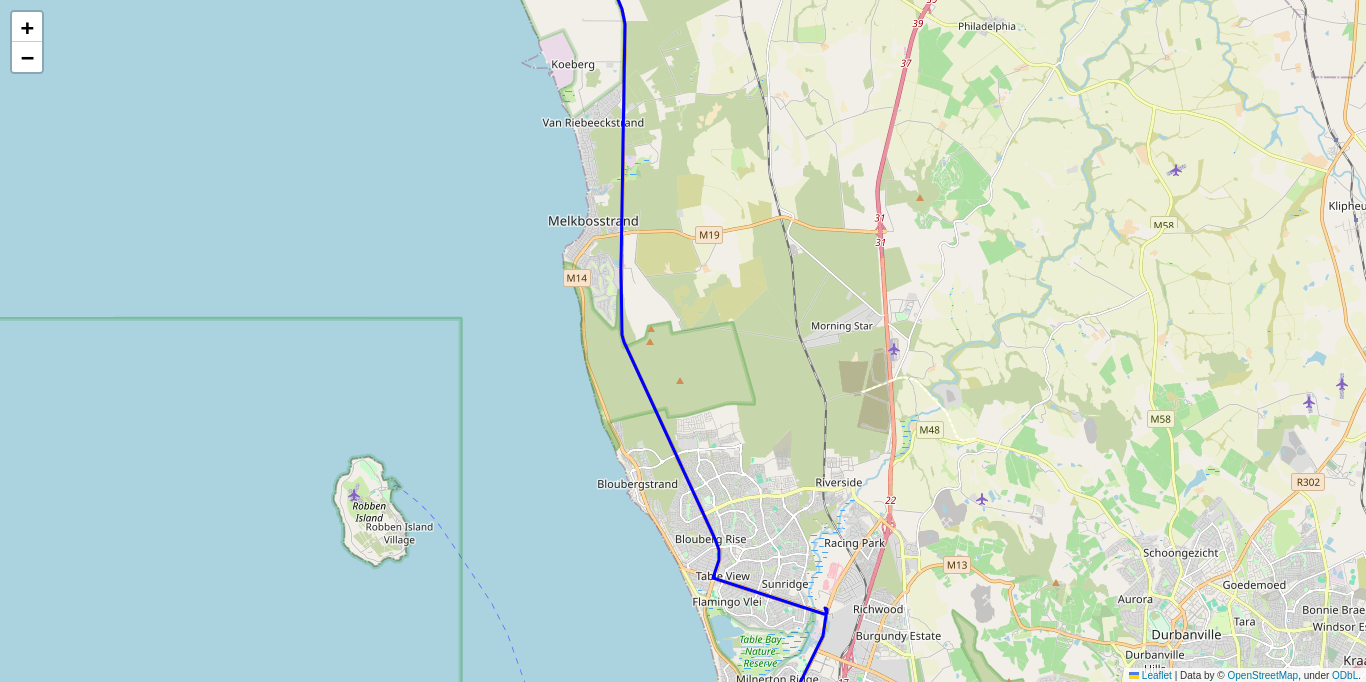 +
−
39
39
Philadelphia
Koeberg
37
Van Riebeeckstrand
Melkbosstrand
M19
31
31
M58
Klipheu
M14
Morning Star
M48
M58
R302
Bloubergstrand
Riverside
22
Robben
Island
Robben Island
Village
Blouberg Rise
Racing Park
Schoongezicht
M13
Goedemoed
Table View
Sunridge
Aurora
Flamingo Vlei
Richwood
Bonnie Brae
Tara
Windsor Es
Burgundy Estate
Durbanville
Table Bay
Nature
Reserve
Durbanville
Hills
Kraa
Milnerton Ridge
17
Leaflet | Data by © OpenStreetMap, under ODbL.